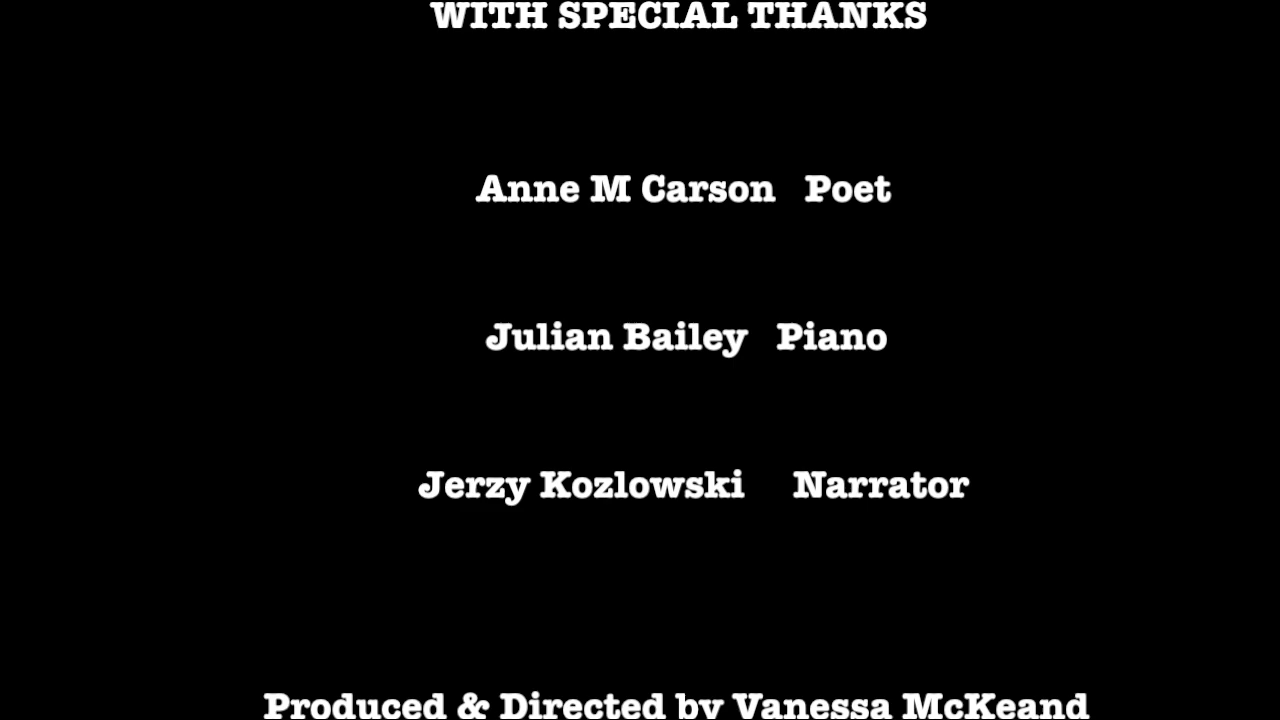 WITH SPECIAL THANKS
Anne M Carson Poet
Julian Bailey Piano
Jerzy Kozlowski Narrator
Produced & Directed by Vanessa McKeand